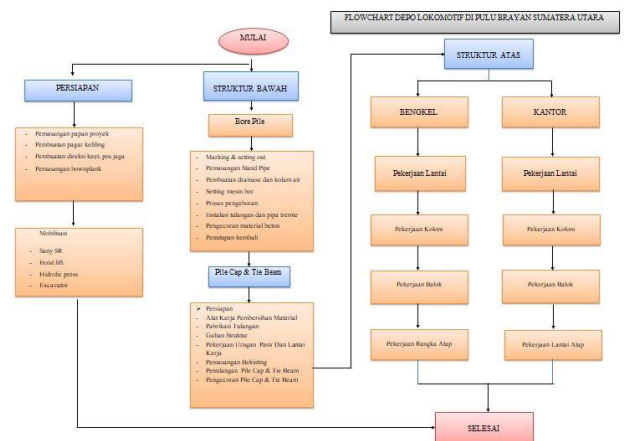 FLOWCHART DEPO LOKOMOTIF DI PULU BRAYAN SUMATERA UTARA
MULAI
PERSIAPAN
- Pemasangan papan proyek
- Pembuatan pagar keliling
- Pembuatan direksi keet, pos jaga
- Pemasangan bownplank
Mobilisasi
- Sany SR
- Hoist lift
- Hidrolic press
- Excavator
STRUKTUR BAWAH
Bore Pile
- Marking & setting out
- Pemasangan Stand Pipe
- Pembuatan drainase dan kolam air
- Setting mesin bor
- Proses pengeboran
- Instalasi tulangan dan pipa tremie
- Pengecoran material beton
- Penutupan kembali
Pile Cap & Tie Beam
➢ Persiapan
- Alat Kerja Pembersihan Material
- Pabrikasi Tulangan
- Galian Struktur
- Pekerjaan Urugan Pasir Dan Lantai
Kerja
- Pemasangan Bekisting
- Penulangan Pile Cap & Tie Beam
- Pengecoran Pile Cap & Tie Beam
STRUKTUR ATAS
BENGKEL
Pekerjaan Lantai
Pekerjaan Kolom
Pekerjaan Balok
Pekerjaan Rangka Atap
KANTOR
Pekerjaan Lantai
Pekerjaan Kolom
Pekerjaan Balok
Pekerjaan Lantai Atap
SELESAI